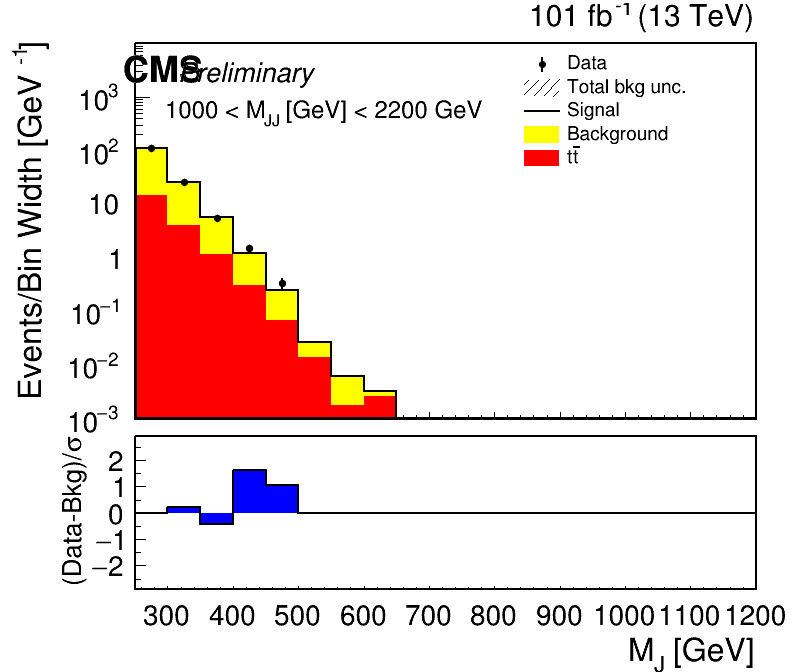 101 fb⁻¹ (13 TeV)
CMS Preliminary
1000 < M_JJ [GeV] < 2200 GeV
Data
Total bkg unc.
Signal
Background
tt̄
Events/Bin Width [GeV⁻¹]
10³
10²
10
1
10⁻¹
10⁻²
10⁻³
(Data-Bkg)/σ
2
1
0
−1
−2
300 400 500 600 700 800 900 1000 1100 1200
M_J [GeV]